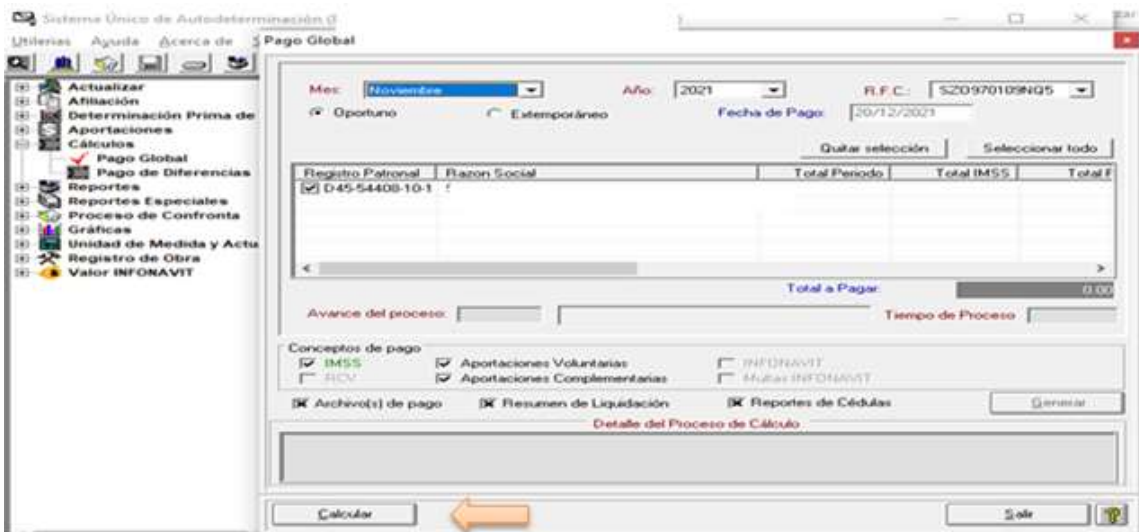 Sistema Único de Autodeterminación (
Utilerias Ayuda Acerca de S
Pago Global
Actualizar
Afiliación
Determinación Prima de
Aportaciones
Cálculos
Pago Global
Pago de Diferencias
Reportes
Reportes Especiales
Proceso de Confronta
Gráficas
Unidad de Medida y Actu
Registro de Obra
Valor INFONAVIT
Mes: Noviembre Año: 2021 R.F.C.: SZO970109NQ5
Oportuno Extemporáneo Fecha de Pago: 20/12/2021
Quitar selección Seleccionar todo
Registro Patronal Razon Social Total Periodo Total IMSS Total F
D45-54408-10-1
Total a Pagar: 0.00
Avance del proceso: Tiempo de Proceso
Conceptos de pago
IMSS Aportaciones Voluntarias INFONAVIT
RCV Aportaciones Complementarias Multas INFONAVIT
Archivo(s) de pago Resumen de Liquidación Reportes de Cédulas Generar
Detalle del Proceso de Cálculo
Calcular Salir